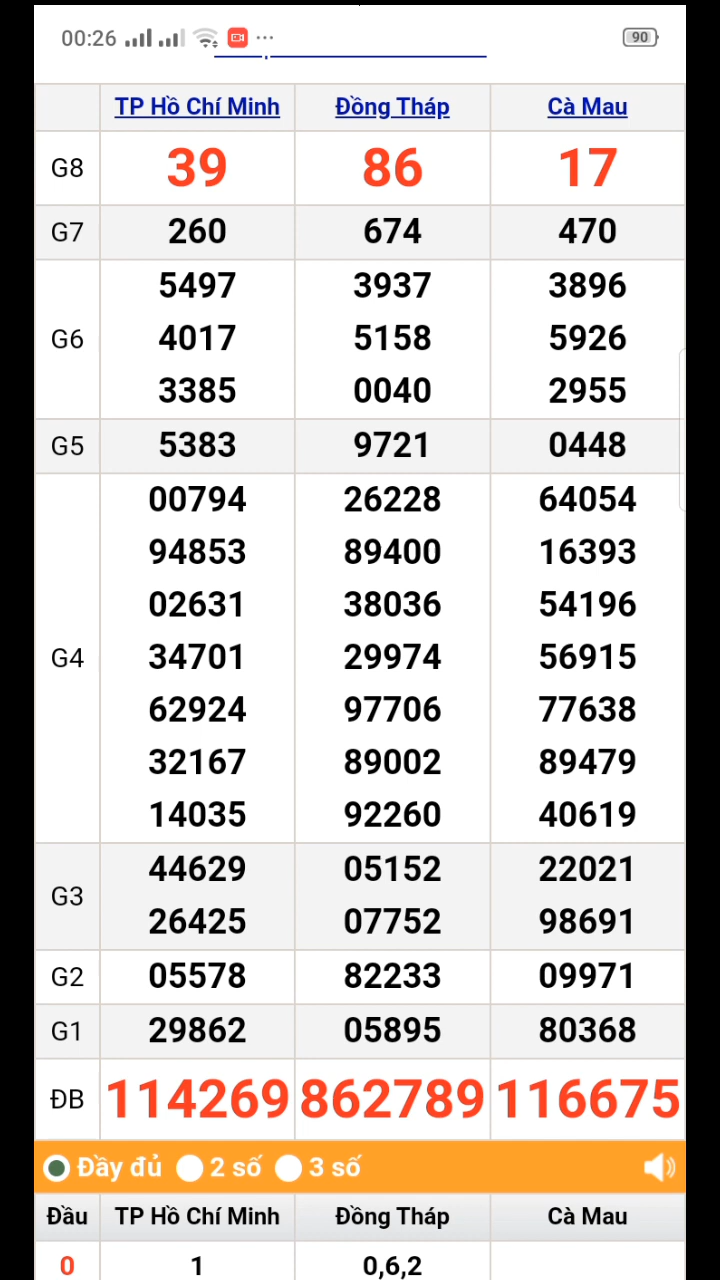 00:26 90
TP Hồ Chí Minh Đồng Tháp Cà Mau
G8 39 86 17
G7 260 674 470
5497 3937 3896
G6 4017 5158 5926
3385 0040 2955
G5 5383 9721 0448
00794 26228 64054
94853 89400 16393
02631 38036 54196
G4 34701 29974 56915
62924 97706 77638
32167 89002 89479
14035 92260 40619
G3 44629 05152 22021
26425 07752 98691
G2 05578 82233 09971
G1 29862 05895 80368
ĐB 114269 862789 116675
Đầy đủ 2 số 3 số
Đầu TP Hồ Chí Minh Đồng Tháp Cà Mau
0 1 0,6,2